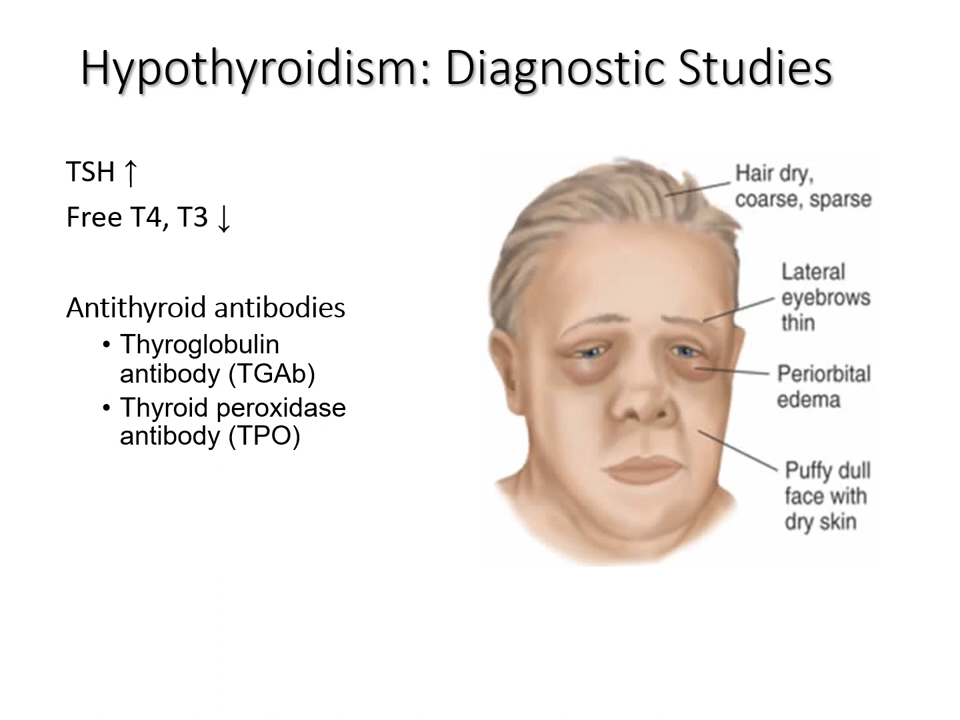 Hypothyroidism: Diagnostic Studies
TSH ↑
Free T4, T3 ↓
Antithyroid antibodies
• Thyroglobulin
antibody (TGAb)
• Thyroid peroxidase
antibody (TPO)
Hair dry,
coarse, sparse
Lateral
eyebrows
thin
Periorbital
edema
Puffy dull
face with
dry skin